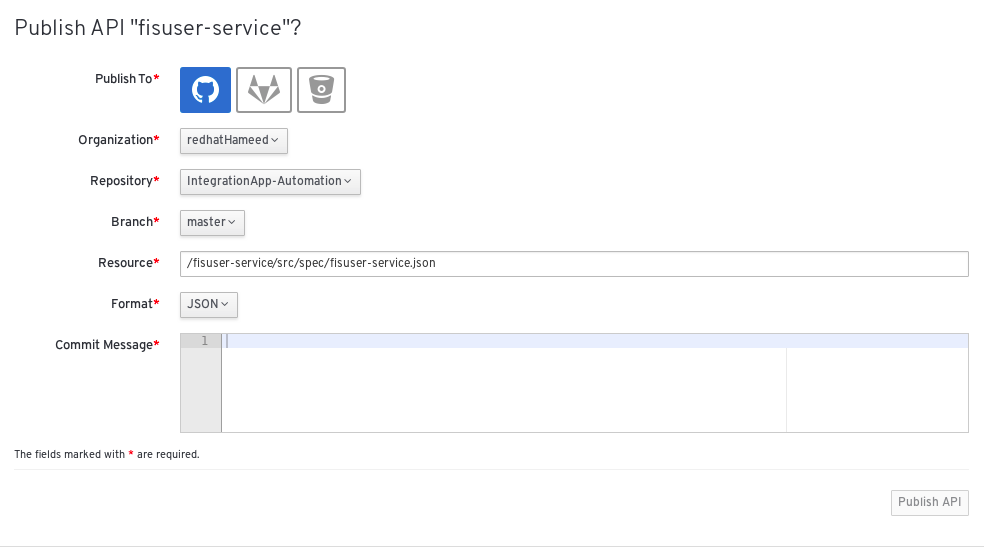 Publish API "fisuser-service"?
Publish To*
Organization* redhatHameed
Repository* IntegrationApp-Automation
Branch* master
Resource* /fisuser-service/src/spec/fisuser-service.json
Format* JSON
Commit Message* 1
The fields marked with * are required.
Publish API